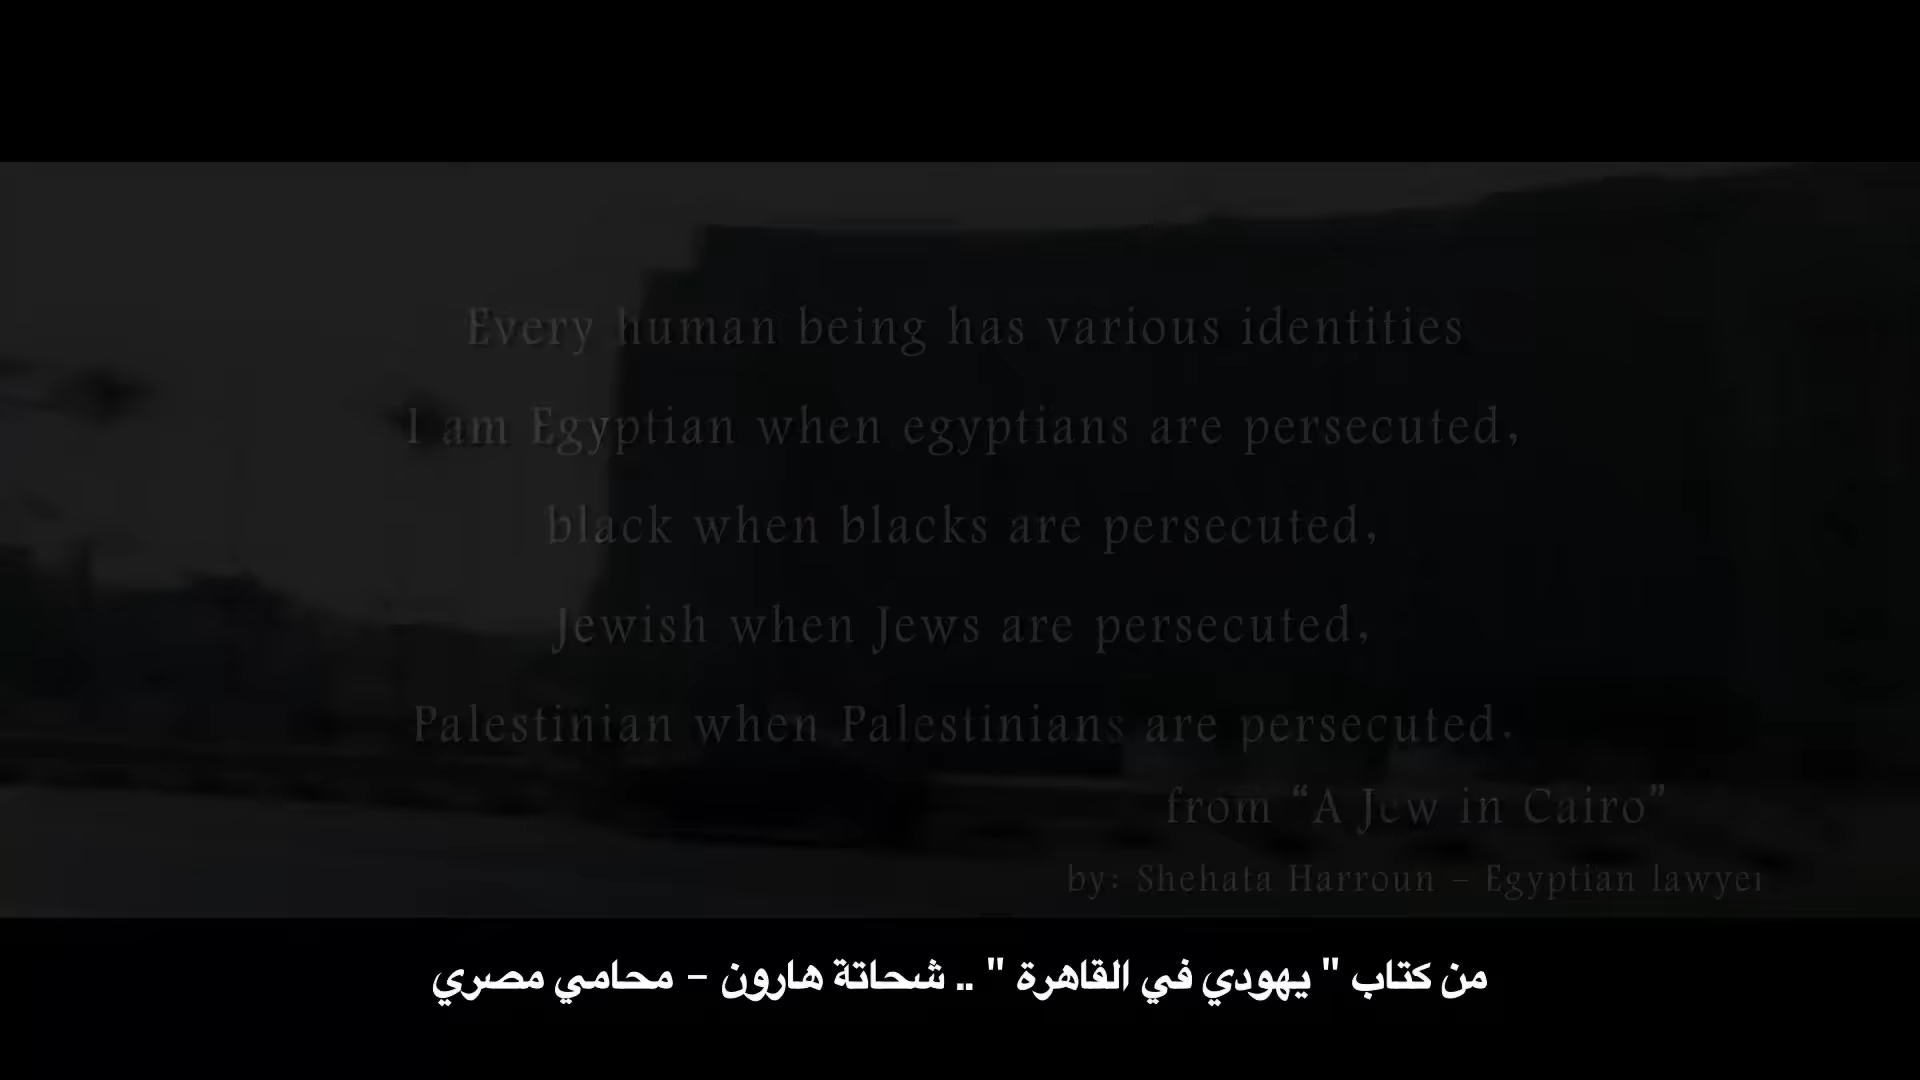 Every human being has various identities
I am Egyptian when egyptians are persecuted,
black when blacks are persecuted,
Jewish when Jews are persecuted,
Palestinian when Palestinians are persecuted.
from “A Jew in Cairo”
by: Shehata Harroun – Egyptian lawyer
من كتاب " يهودي في القاهرة " .. شحاتة هارون – محامي مصري